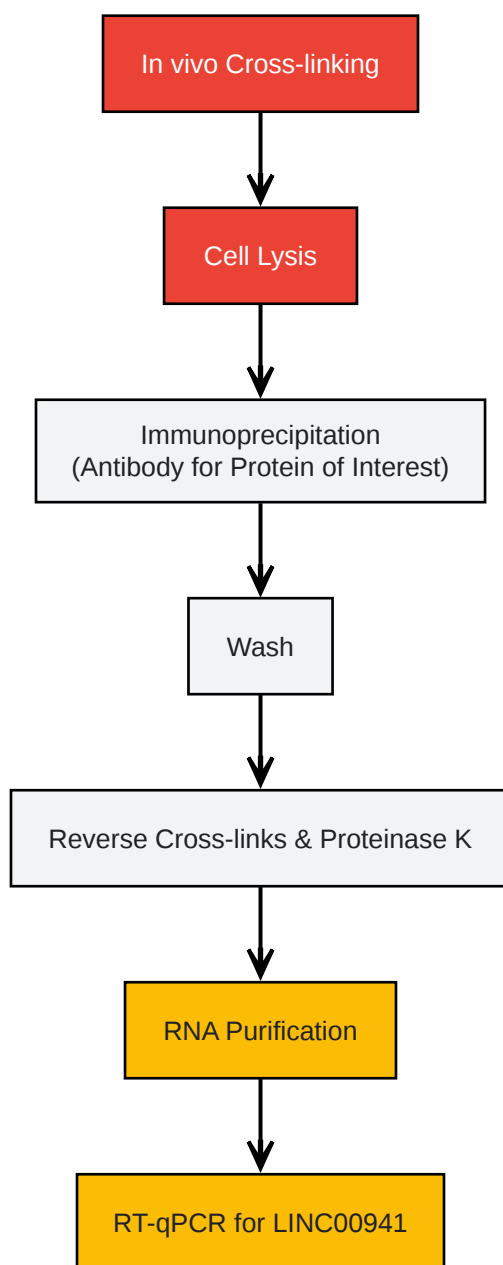 In vivo Cross-linking
Cell Lysis
Immunoprecipitation
(Antibody for Protein of Interest)
Wash
Reverse Cross-links & Proteinase K
RNA Purification
RT-qPCR for LINC00941